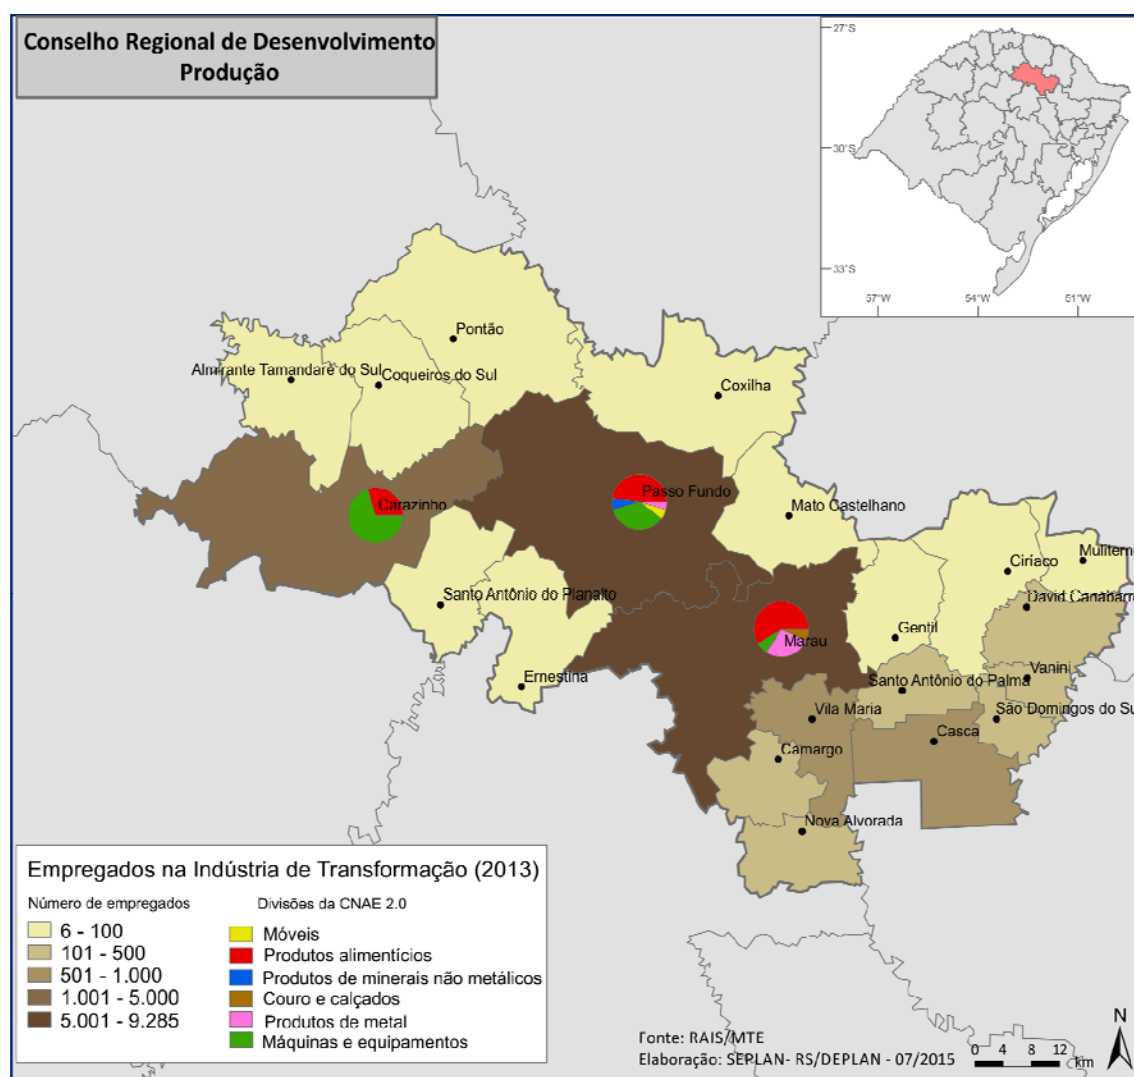 Conselho Regional de Desenvolvimento
Produção
27°S
30°S
33°S
57°W
54°W
51°W
Pontão
Almirante Tamandaré do Sul
Coqueiros do Sul
Coxilha
Carazinho
Passo Fundo
Mato Castelhano
Ciríaco
Muliterno
David Canabarro
Santo Antônio do Planalto
Gentil
Marau
Ernestina
Vanini
Santo Antônio do Palma
Vila Maria
São Domingos do Su
Casca
Camargo
Nova Alvorada
Empregados na Indústria de Transformação (2013)
Número de empregados
Divisões da CNAE 2.0
6 - 100
101 - 500
501 - 1.000
1.001 - 5.000
5.001 - 9.285
Móveis
Produtos alimentícios
Produtos de minerais não metálicos
Couro e calçados
Produtos de metal
Máquinas e equipamentos
Fonte: RAIS/MTE
Elaboração: SEPLAN- RS/DEPLAN - 07/2015
0 4 8 12
km
N